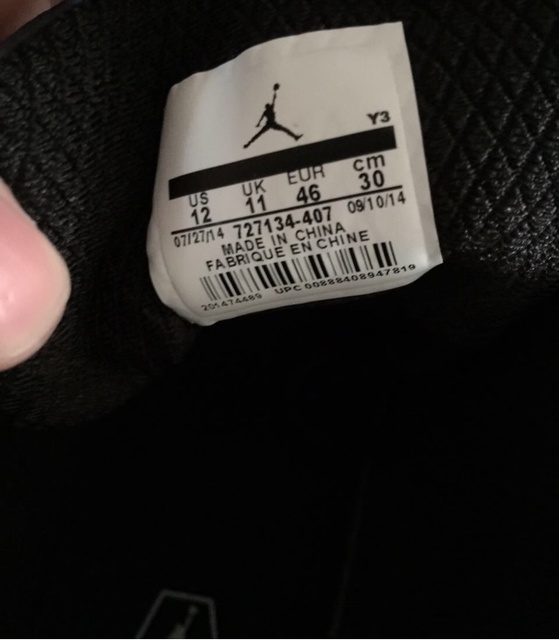 Y3
US UK EUR cm
12 11 46 30
07/27/14 727134-407 09/10/14
MADE IN CHINA
FABRIQUE EN CHINE
201474489 UPC 00888408947819